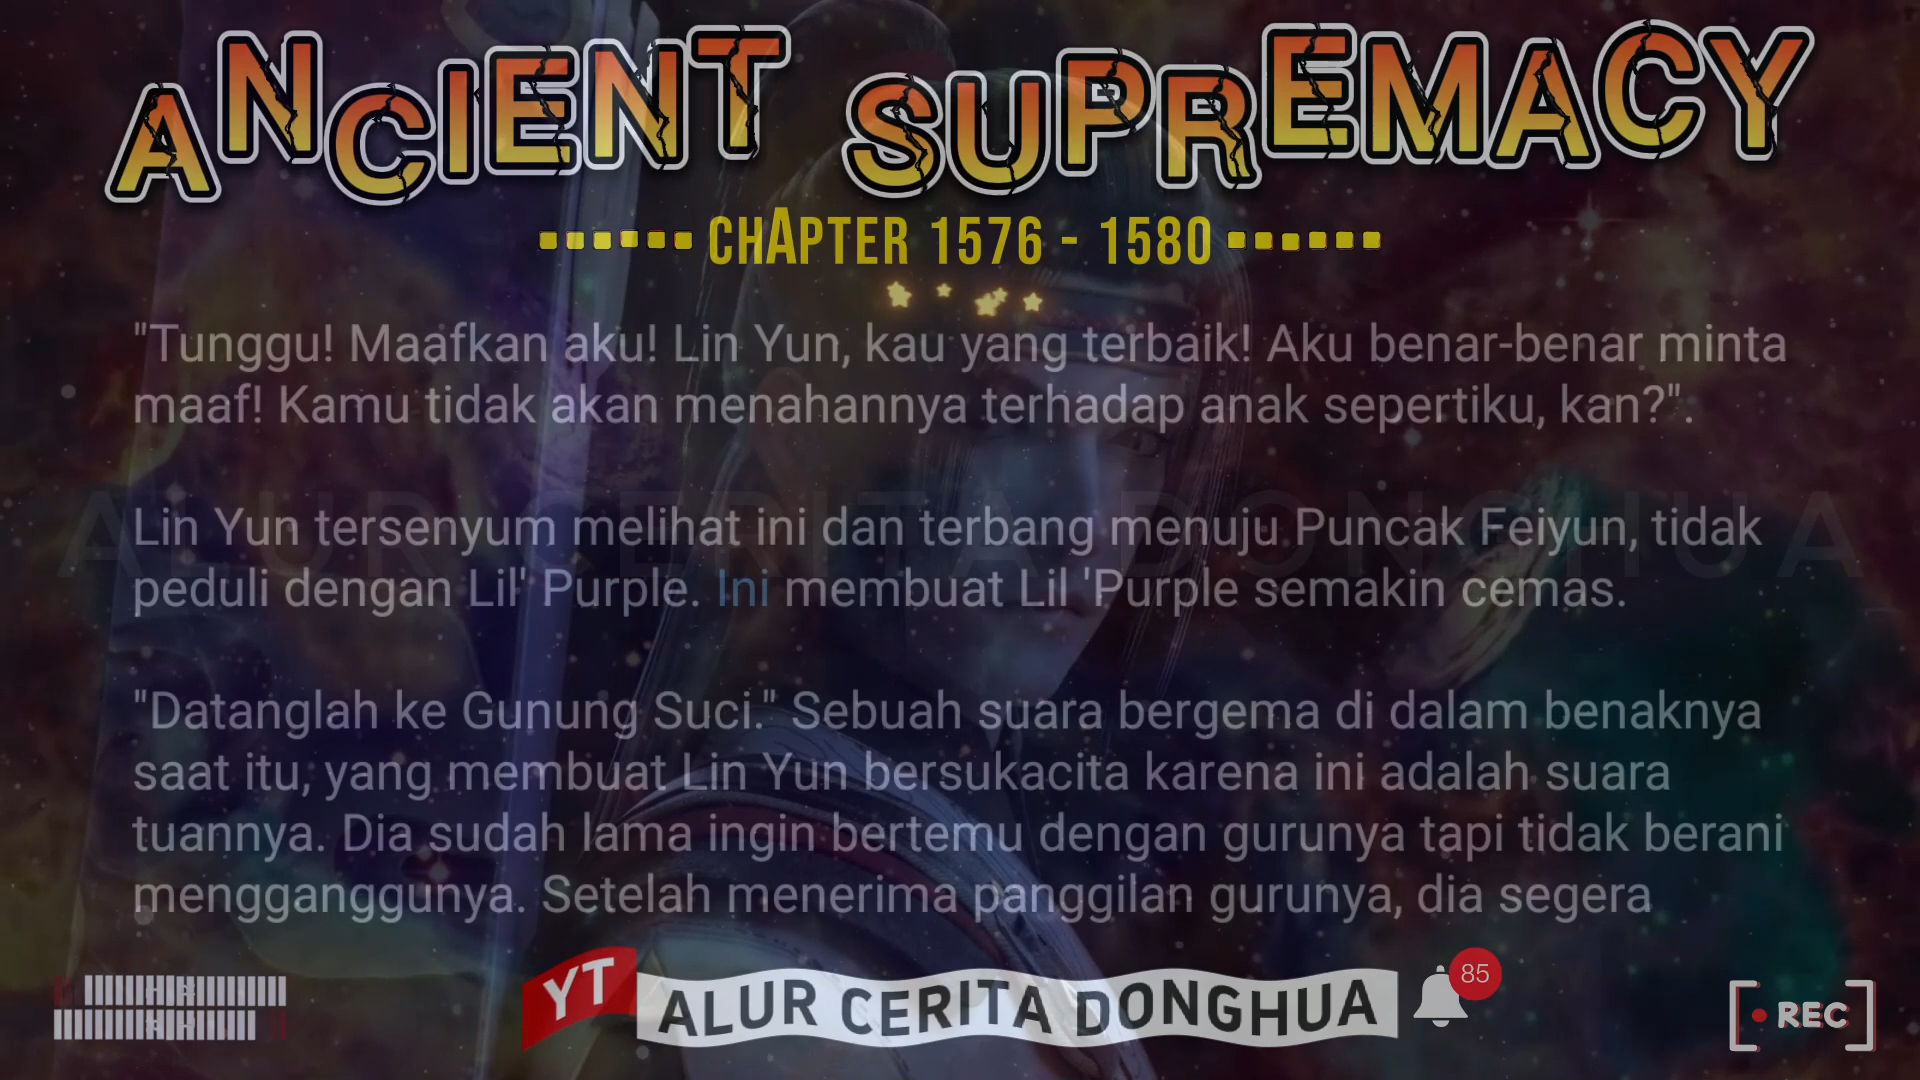 ANCIENT SUPREMACY
CHAPTER 1576 - 1580
"Tunggu! Maafkan aku! Lin Yun, kau yang terbaik! Aku benar-benar minta
maaf! Kamu tidak akan menahannya terhadap anak sepertiku, kan?".
Lin Yun tersenyum melihat ini dan terbang menuju Puncak Feiyun, tidak
peduli dengan Lil' Purple. Ini membuat Lil 'Purple semakin cemas.
ALUR CERITA DONGHUA
"Datanglah ke Gunung Suci." Sebuah suara bergema di dalam benaknya
saat itu, yang membuat Lin Yun bersukacita karena ini adalah suara
tuannya. Dia sudah lama ingin bertemu dengan gurunya tapi tidak berani
mengganggunya. Setelah menerima panggilan gurunya, dia segera
YT ALUR CERITA DONGHUA 85
REC